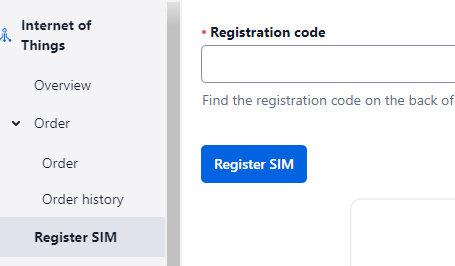 Internet of
Things
Overview
Order
Order
Order history
Register SIM
* Registration code
Find the registration code on the back of
Register SIM